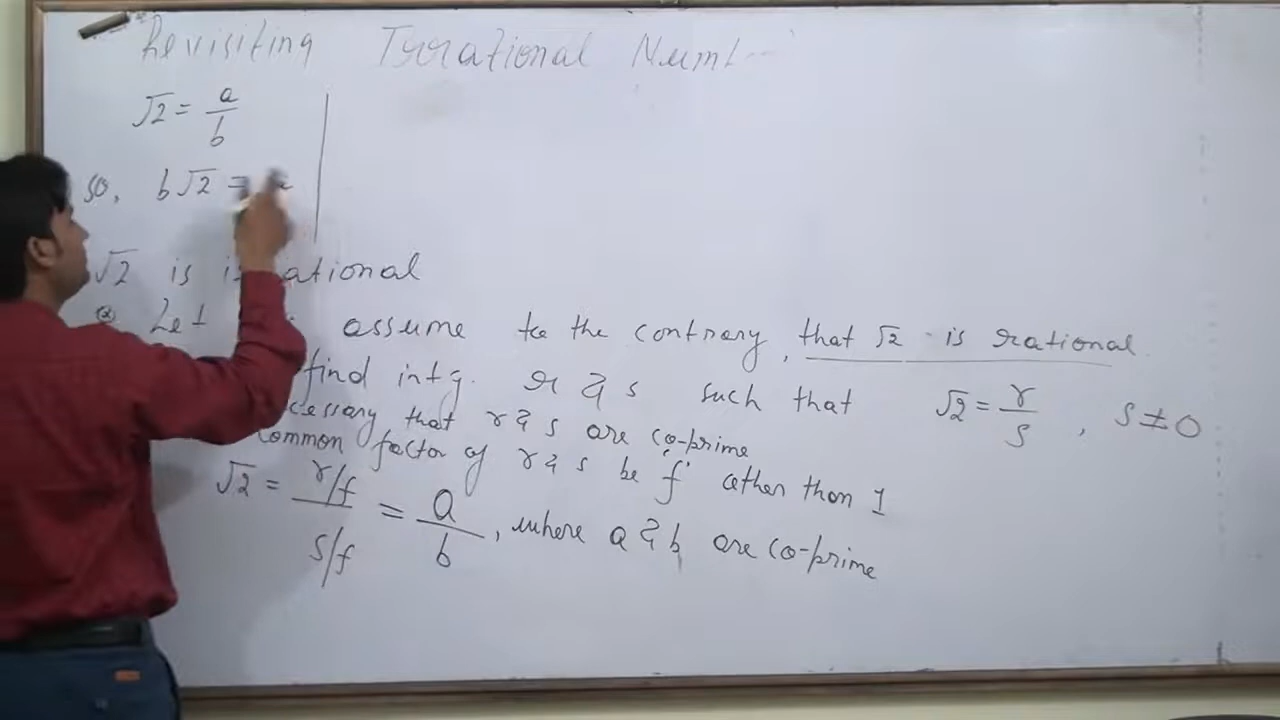 Revisiting Irrational Numb
√2 = a/b
so, b√2 = a
√2 is irrational
Let assume to the contrary, that √2 is rational
find intg. r & s such that √2 = r/s, s ≠ 0
cessary that r & s are co-prime
common factor of r & s be f other than 1
√2 = r/f / s/f = a/b, where a & b are co-prime